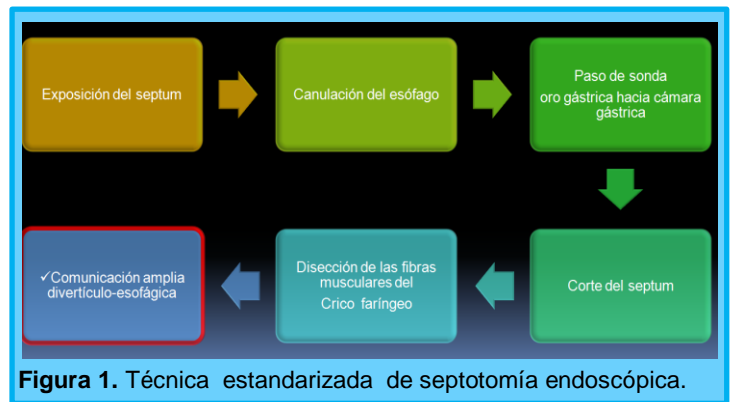 Exposición del septum
Canulación del esófago
Paso de sonda
oro gástrica hacia cámara
gástrica
Corte del septum
Disección de las fibras
musculares del
Crico faríngeo
✓Comunicación amplia
divertículo-esofágica
Figura 1. Técnica estandarizada de septotomía endoscópica.